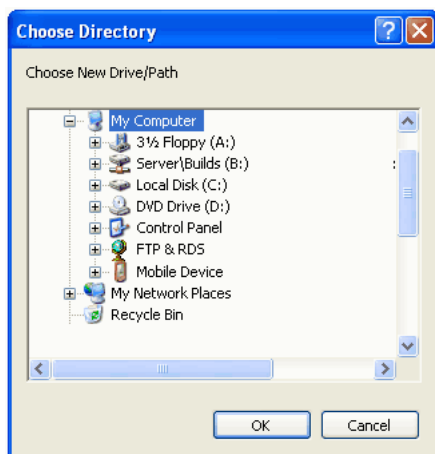 Choose Directory
Choose New Drive/Path
My Computer
3½ Floppy (A:)
Server\Builds (B:)
Local Disk (C:)
DVD Drive (D:)
Control Panel
FTP & RDS
Mobile Device
My Network Places
Recycle Bin
OK Cancel